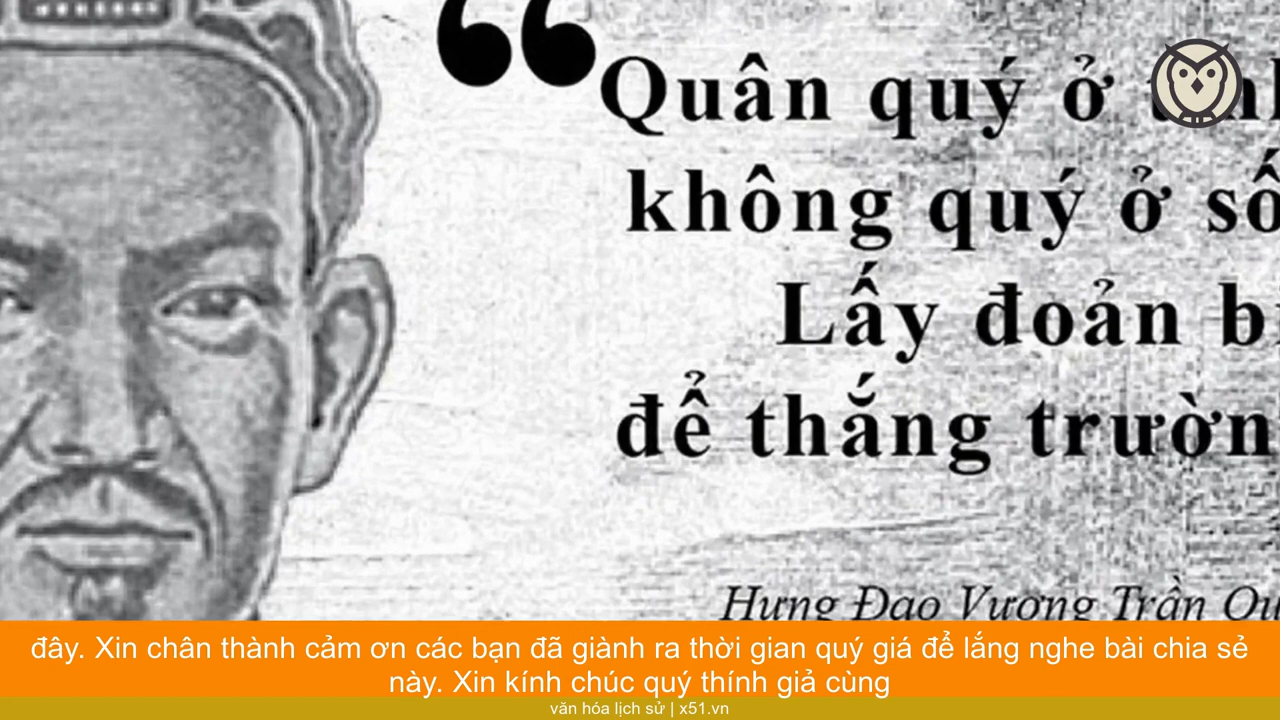 “Quân quý ở
không quý ở số
Lấy đoản
để thắng
Hưng Đạo Vương Trần
đây. Xin chân thành cảm ơn các bạn đã giành ra thời gian quý giá để lắng nghe bài chia sẻ
này. Xin kính chúc quý thính giả cùng
văn hóa lịch sử | x51.vn